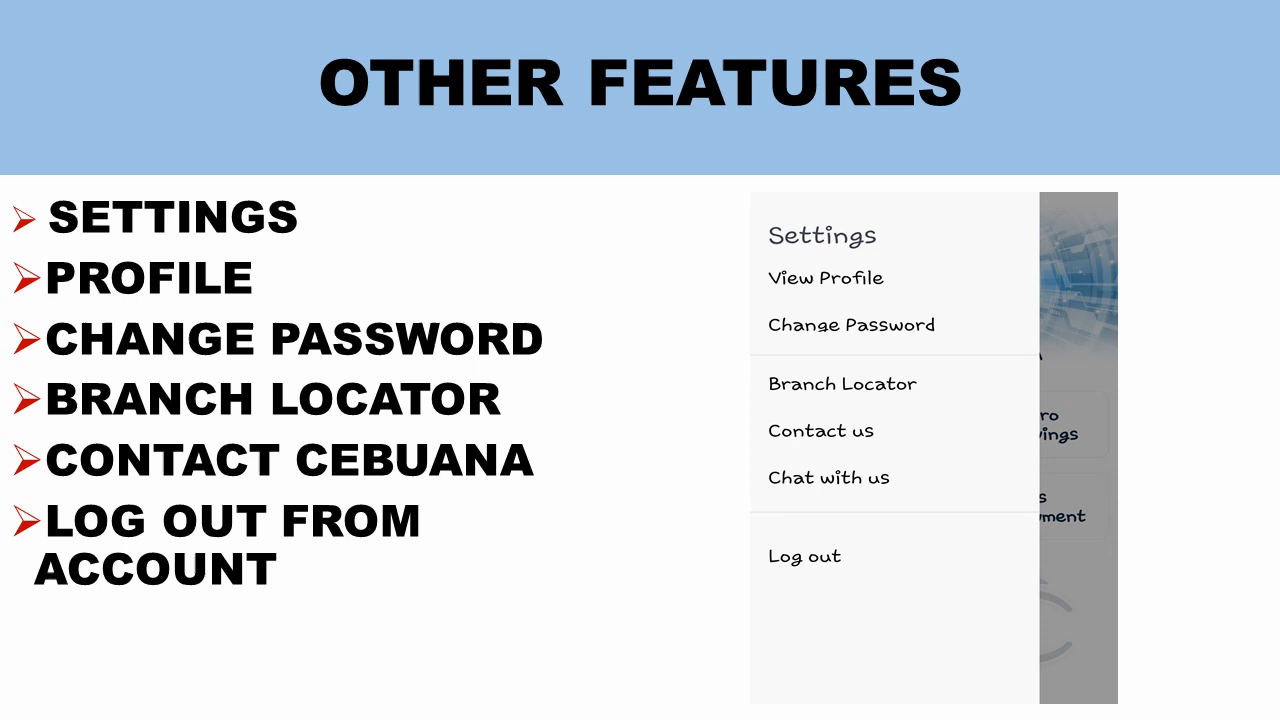 OTHER FEATURES
SETTINGS
PROFILE
CHANGE PASSWORD
BRANCH LOCATOR
CONTACT CEBUANA
LOG OUT FROM
ACCOUNT
Settings
View Profile
Change Password
Branch Locator
Contact us
Chat with us
Log out